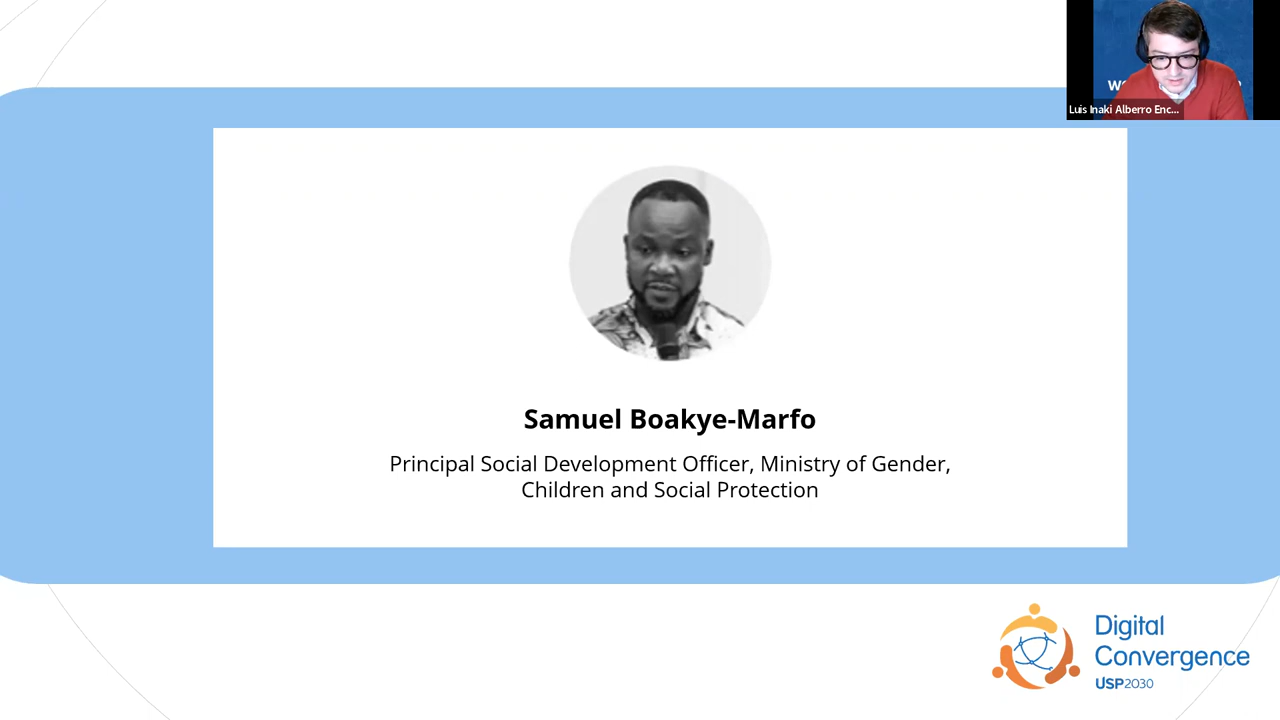 Luis Inaki Alberro Enc...
Samuel Boakye-Marfo
Principal Social Development Officer, Ministry of Gender,
Children and Social Protection
Digital
Convergence
USP2030